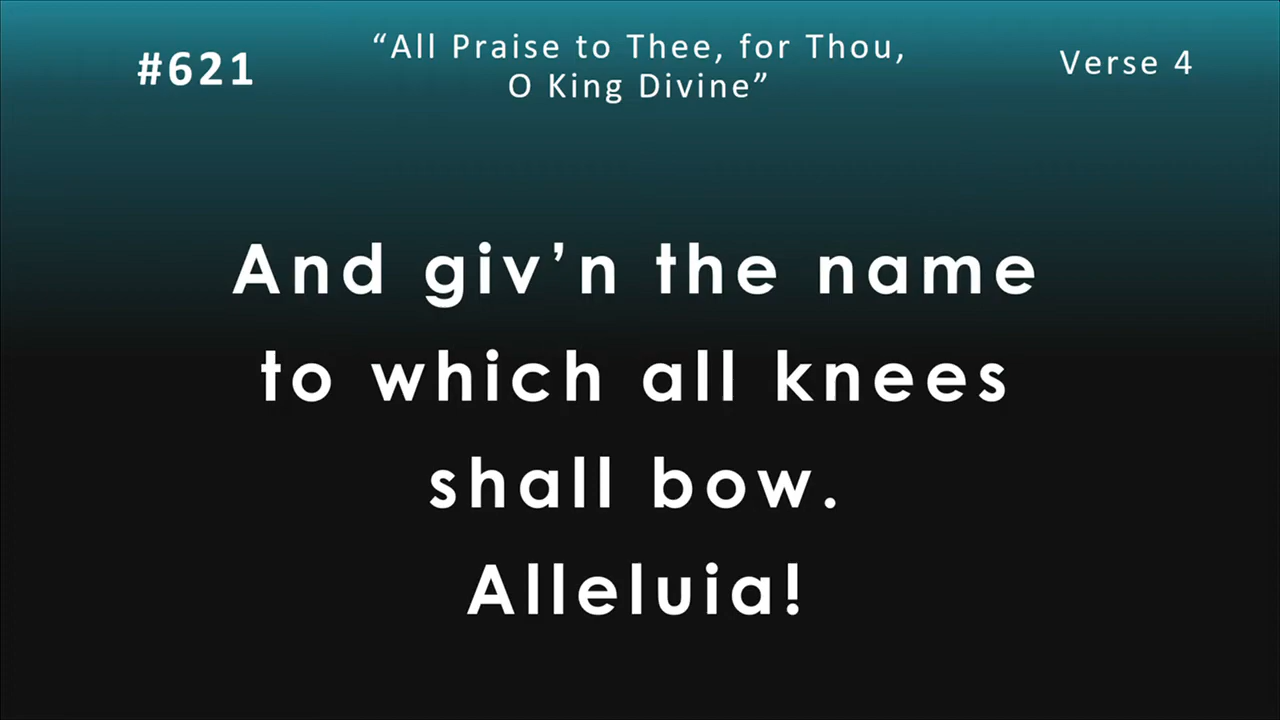 #621
“All Praise to Thee, for Thou,
O King Divine”
Verse 4
And giv’n the name
to which all knees
shall bow.
Alleluia!